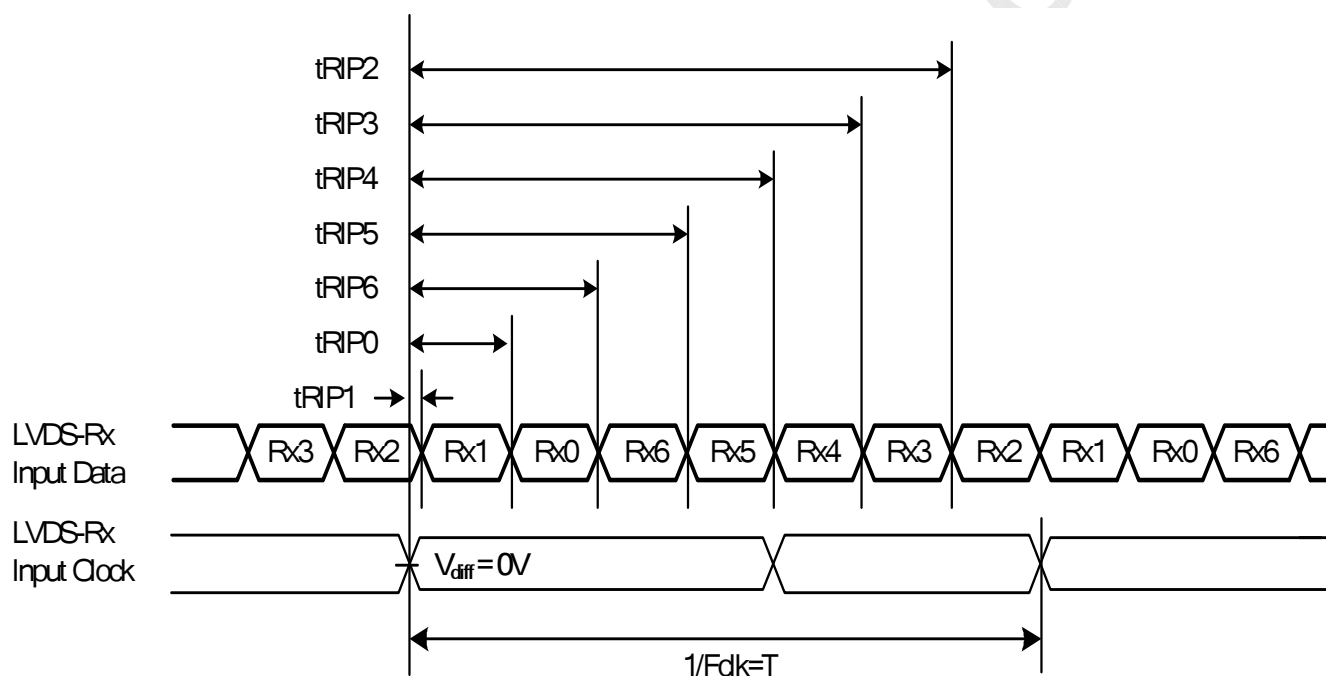 tRIP2
tRIP3
tRIP4
tRIP5
tRIP6
tRIP0
tRIP1
LVDS-Rx
Input Data
Rx3 Rx2 Rx1 Rx0 Rx6 Rx5 Rx4 Rx3 Rx2 Rx1 Rx0 Rx6
LVDS-Rx
Input Clock
Vdiff = 0V
1/Fclk=T